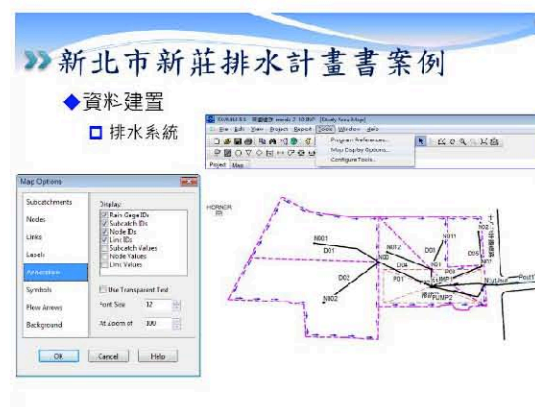 新北市新莊排水計畫書案例
資料建置
排水系統
File Edit View Project Report Tools Window Help
Program Preferences...
Map Display Options...
Configure Tools...
Project Map
Map Options
Subcatchments
Nodes
Links
Labels
Annotation
Symbols
Flow Arrows
Background
Display:
Rain Gage IDs
Subcatch IDs
Node IDs
Link IDs
Subcatch Values
Node Values
Link Values
Use Transparent Text
Font Size 12
At Zoom of 100
OK Cancel Help
N001
D01
N012
N011
D02
N002
PUMP2